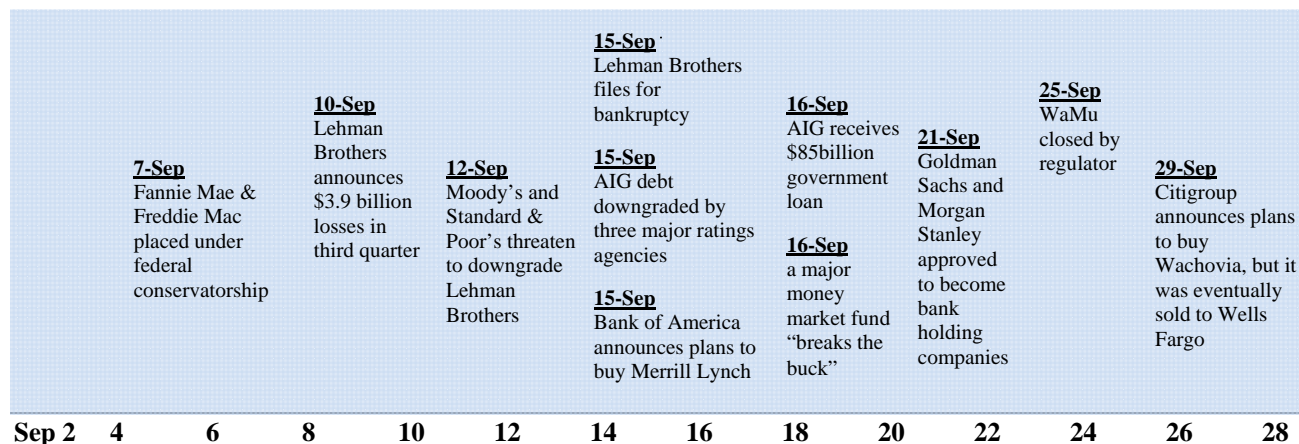 7-Sep
Fannie Mae &
Freddie Mac
placed under
federal
conservatorship
10-Sep
Lehman
Brothers
announces
$3.9 billion
losses in
third quarter
12-Sep
Moody’s and
Standard &
Poor’s threaten
to downgrade
Lehman
Brothers
15-Sep
Lehman Brothers
files for
bankruptcy
15-Sep
AIG debt
downgraded by
three major ratings
agencies
15-Sep
Bank of America
announces plans to
buy Merrill Lynch
16-Sep
AIG receives
$85billion
government
loan
16-Sep
a major
money
market fund
“breaks the
buck”
21-Sep
Goldman
Sachs and
Morgan
Stanley
approved
to become
bank
holding
companies
25-Sep
WaMu
closed by
regulator
29-Sep
Citigroup
announces plans
to buy
Wachovia, but it
was eventually
sold to Wells
Fargo
Sep 2 4 6 8 10 12 14 16 18 20 22 24 26 28